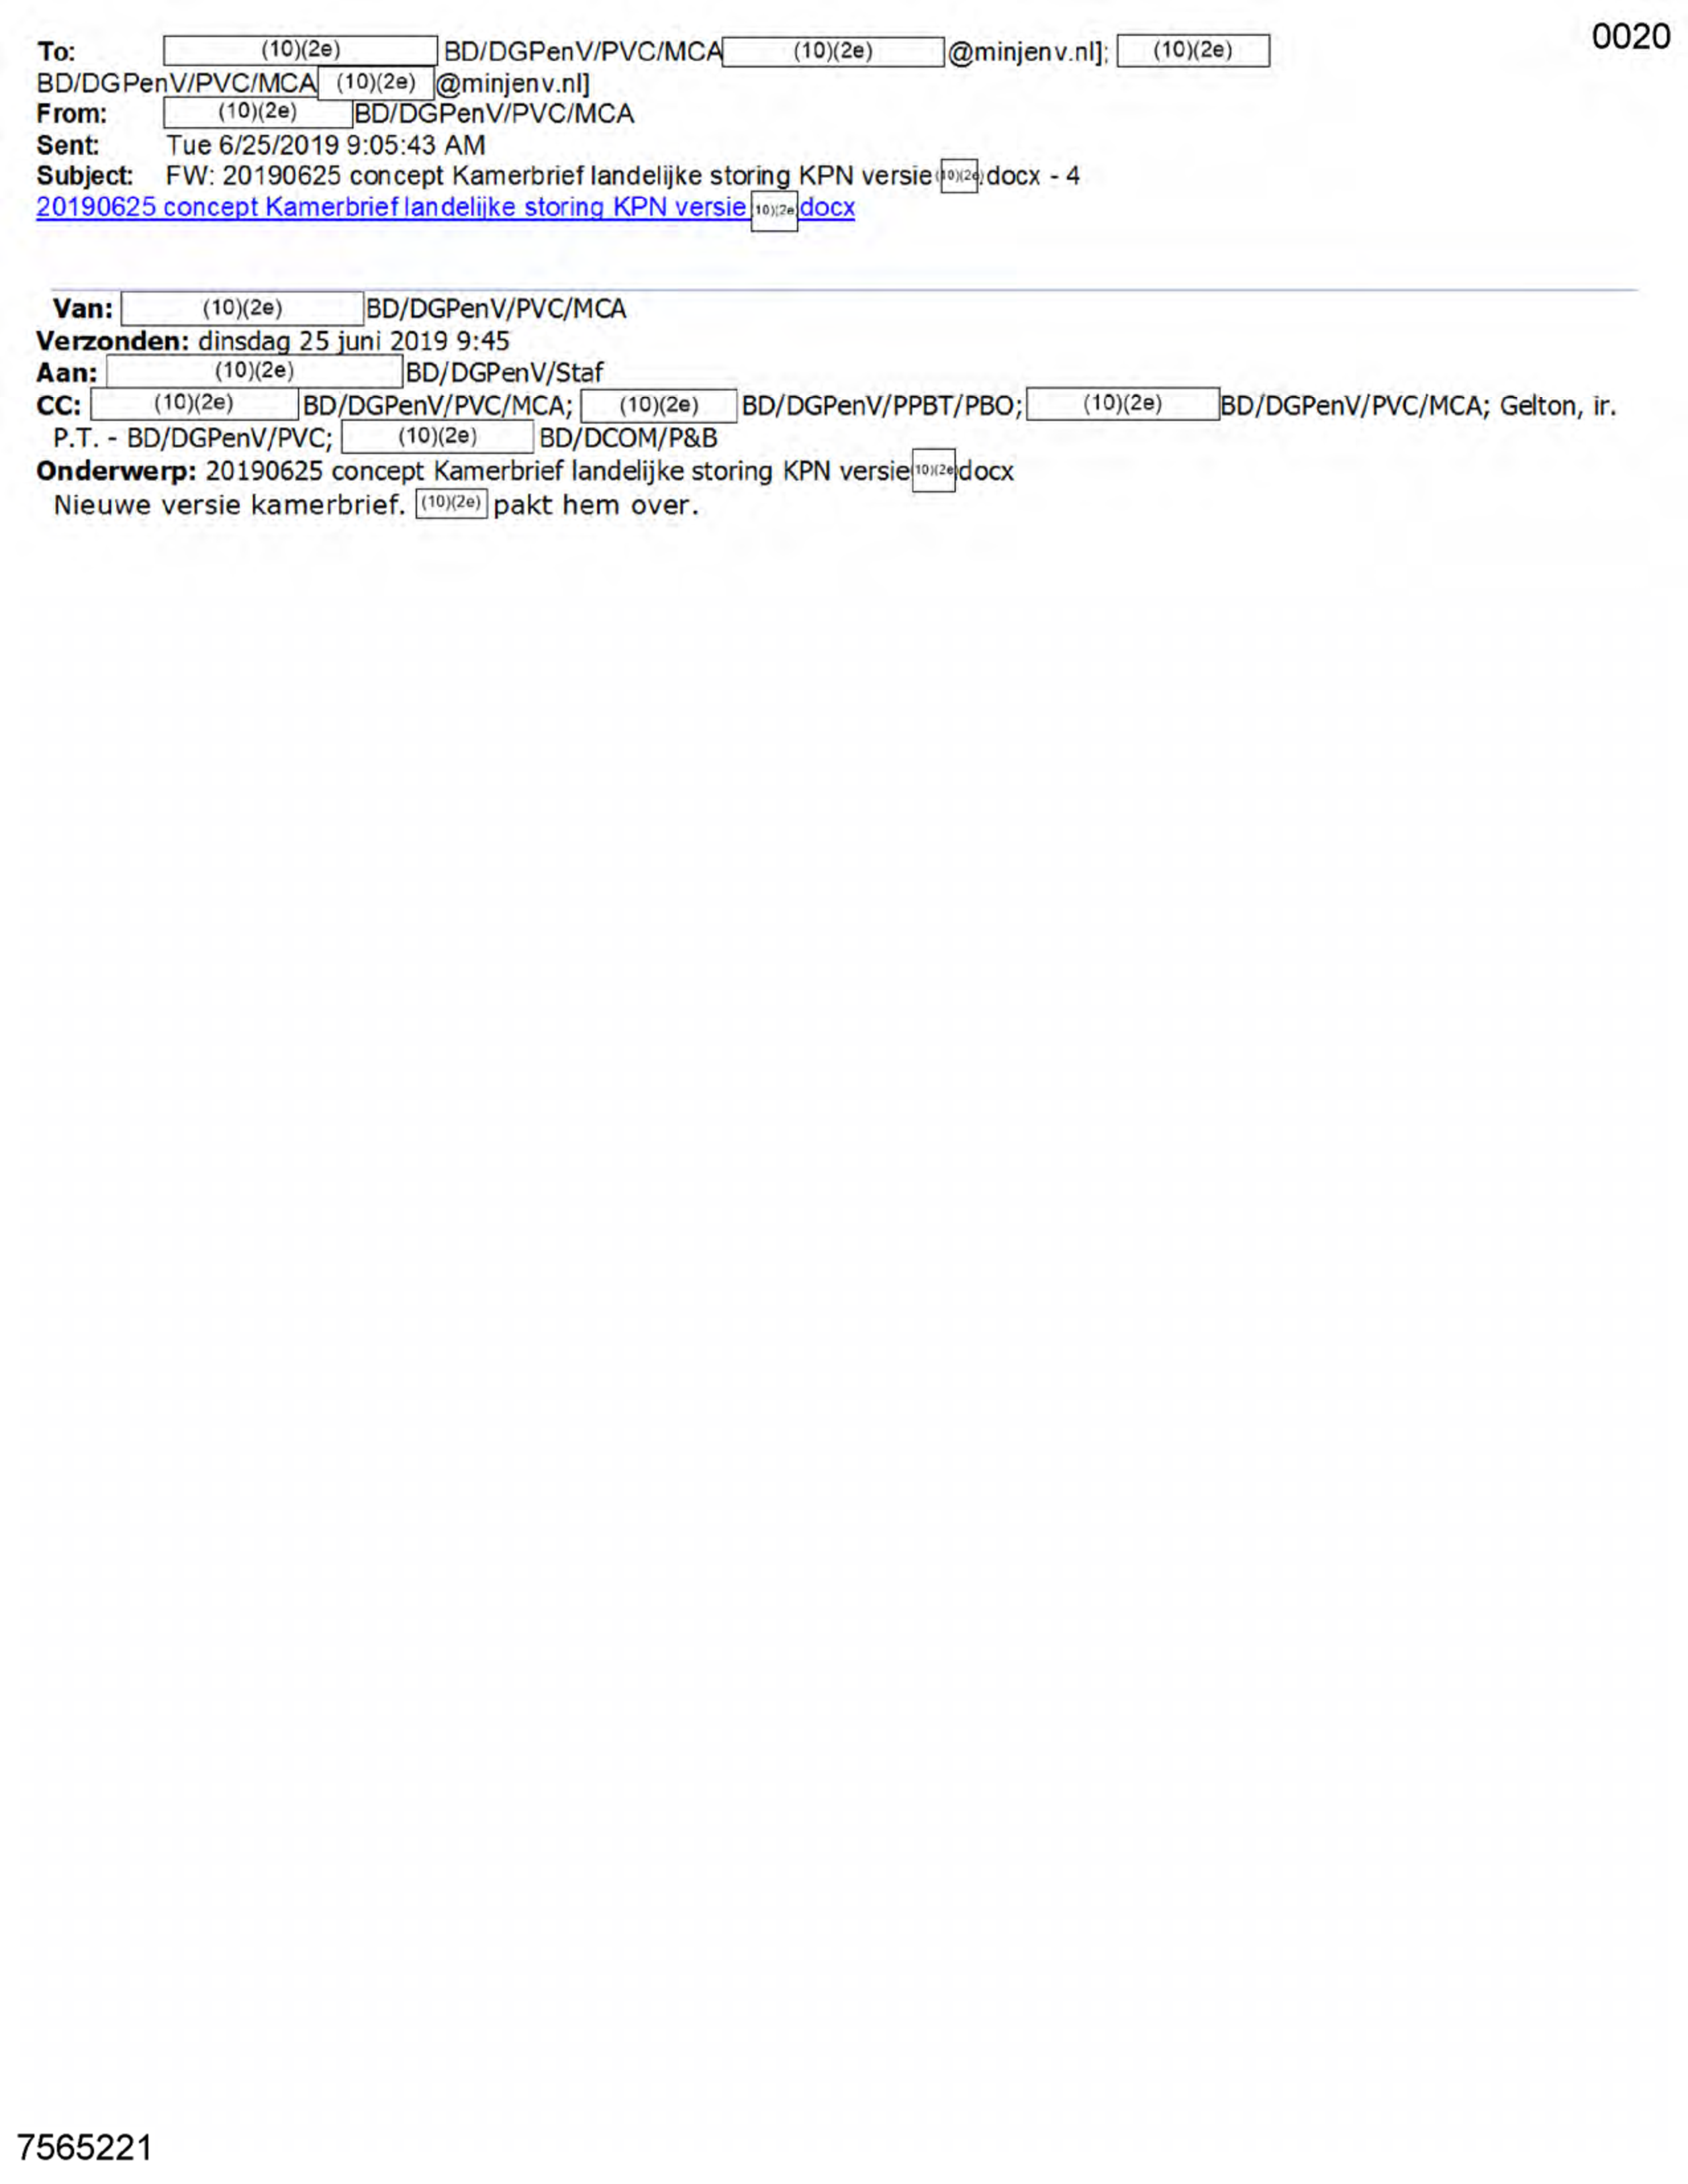 0020
To: (10)(2e) BD/DGPenV/PVC/MCA (10)(2e) @minjenv.nl]; (10)(2e)
BD/DGPenV/PVC/MCA (10)(2e) @minjenv.nl]
From: (10)(2e) BD/DGPenV/PVC/MCA
Sent: Tue 6/25/2019 9:05:43 AM
Subject: FW: 20190625 concept Kamerbrief landelijke storing KPN versie (10)(2e) docx - 4
20190625 concept Kamerbrief landelijke storing KPN versie 10)(2e docx
Van: (10)(2e) BD/DGPenV/PVC/MCA
Verzonden: dinsdag 25 juni 2019 9:45
Aan: (10)(2e) BD/DGPenV/Staf
CC: (10)(2e) BD/DGPenV/PVC/MCA; (10)(2e) BD/DGPenV/PPBT/PBO; (10)(2e) BD/DGPenV/PVC/MCA; Gelton, ir.
P.T. - BD/DGPenV/PVC; (10)(2e) BD/DCOM/P&B
Onderwerp: 20190625 concept Kamerbrief landelijke storing KPN versie 10)(2e docx
Nieuwe versie kamerbrief. (10)(2e) pakt hem over.
7565221